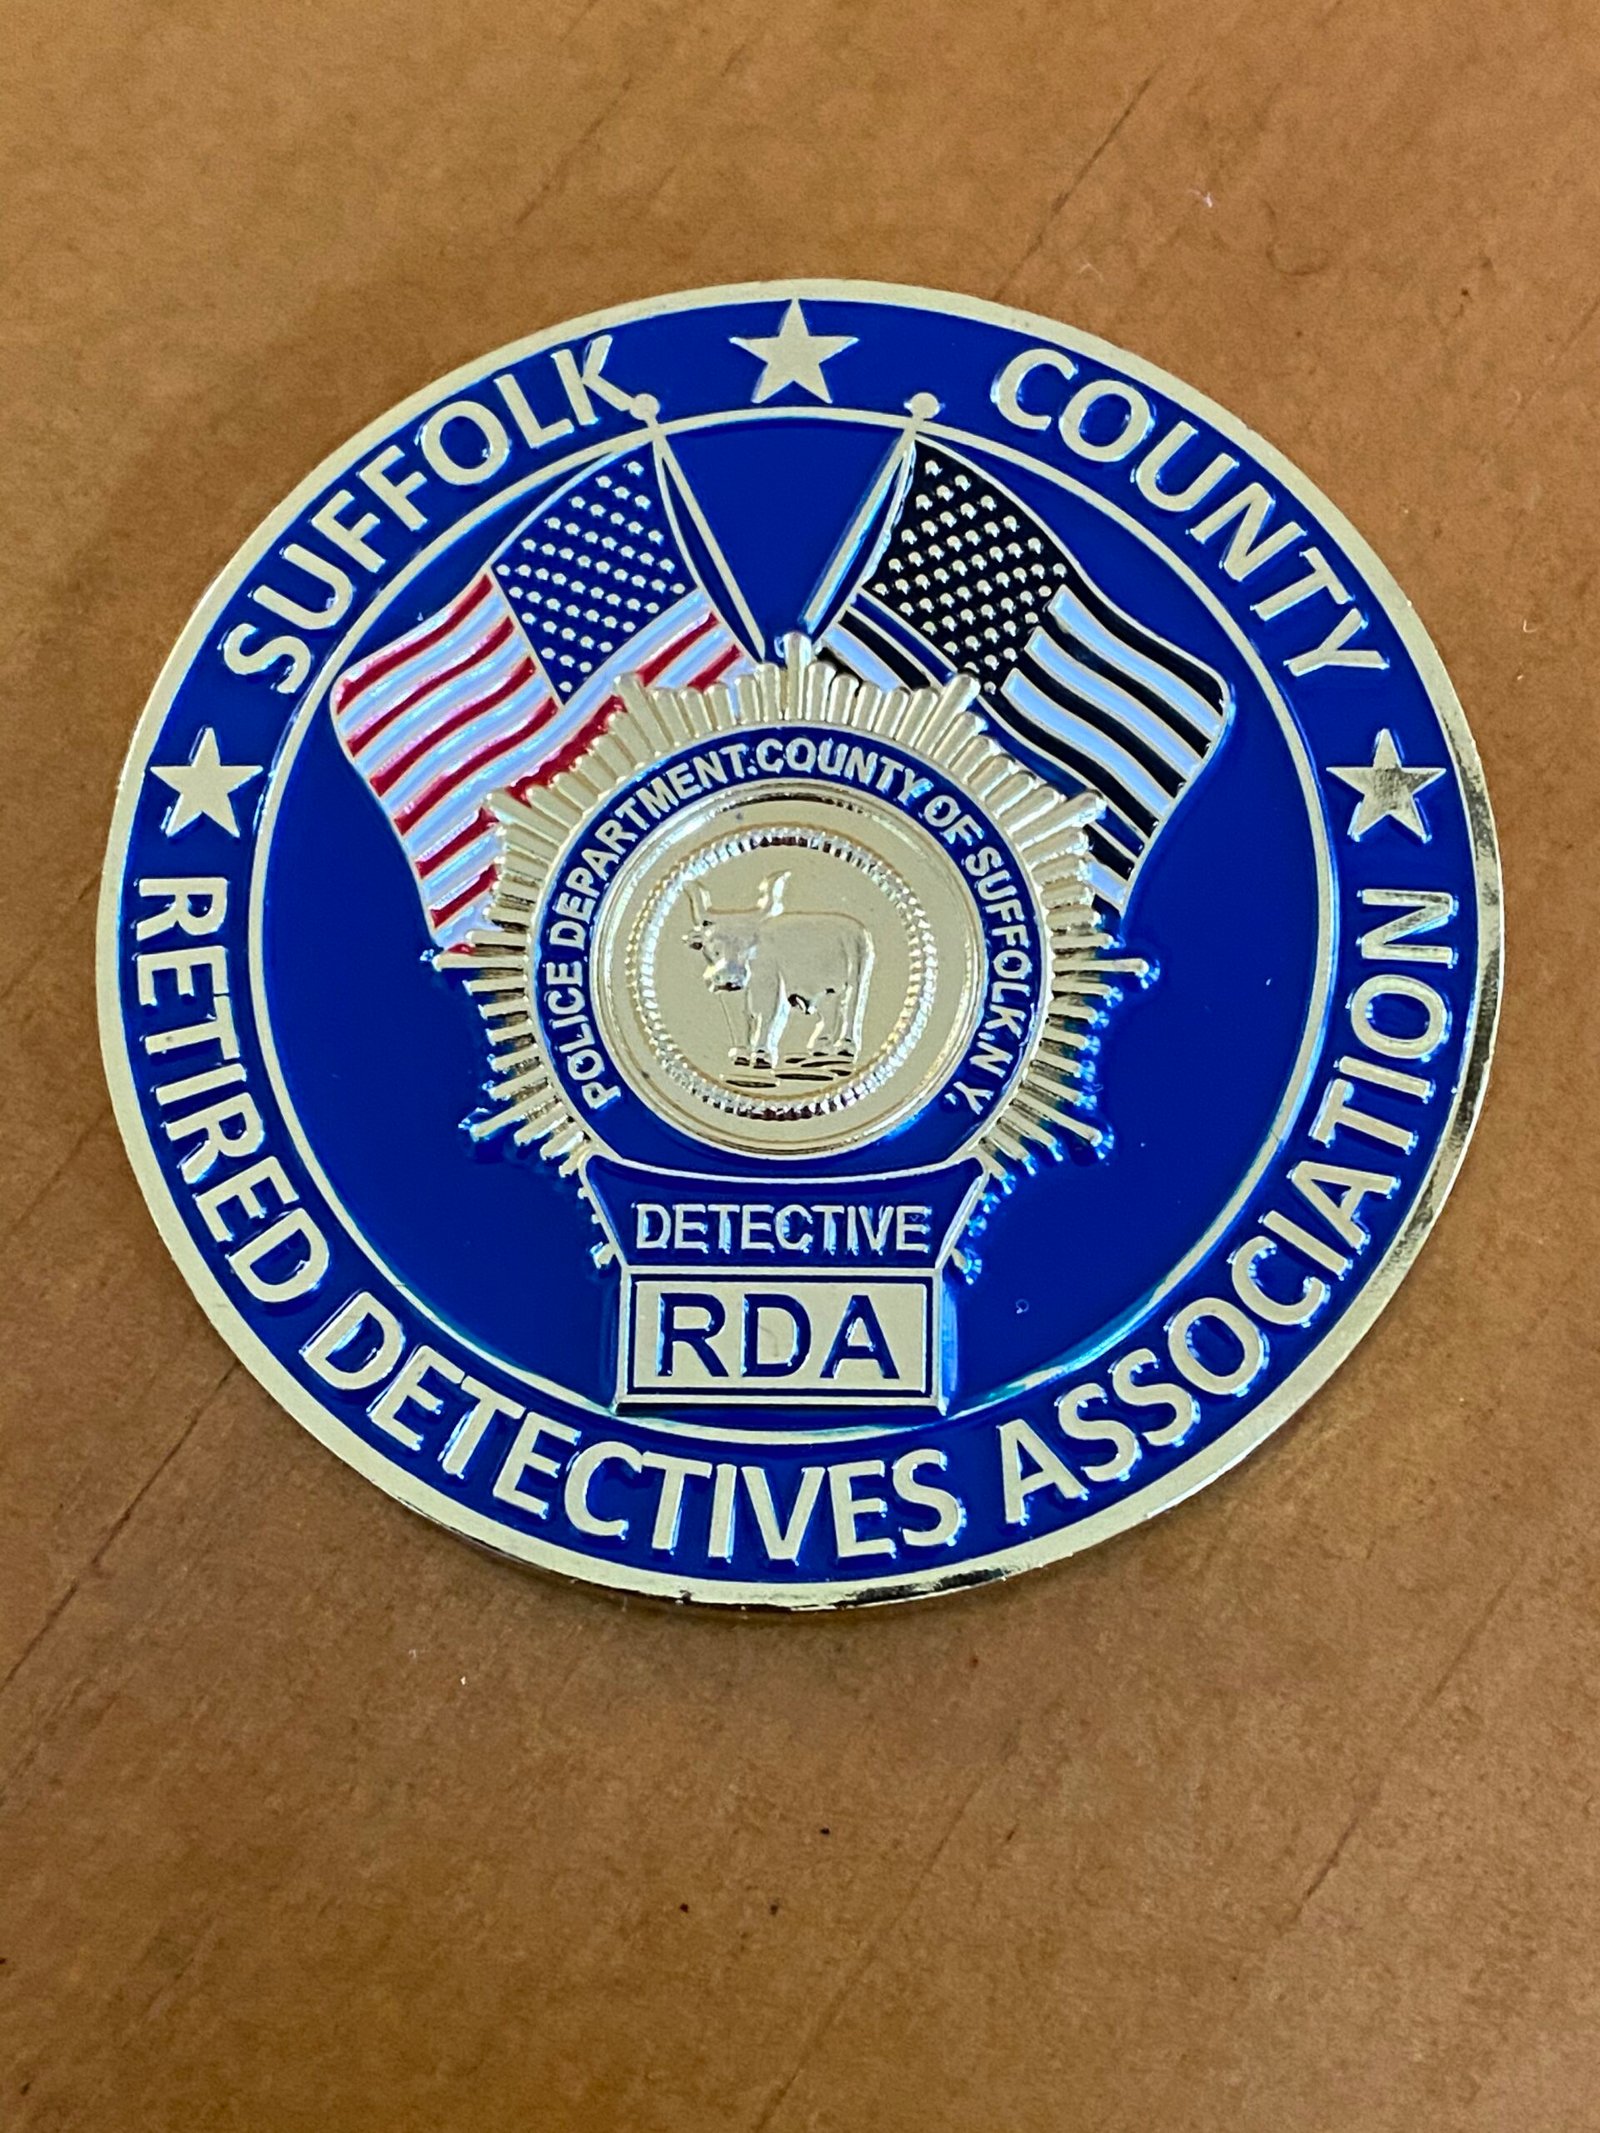 SUFFOLK COUNTY
RETIRED DETECTIVES ASSOCIATION
POLICE DEPARTMENT.COUNTY OF SUFFOLK.N.Y.
DETECTIVE
RDA